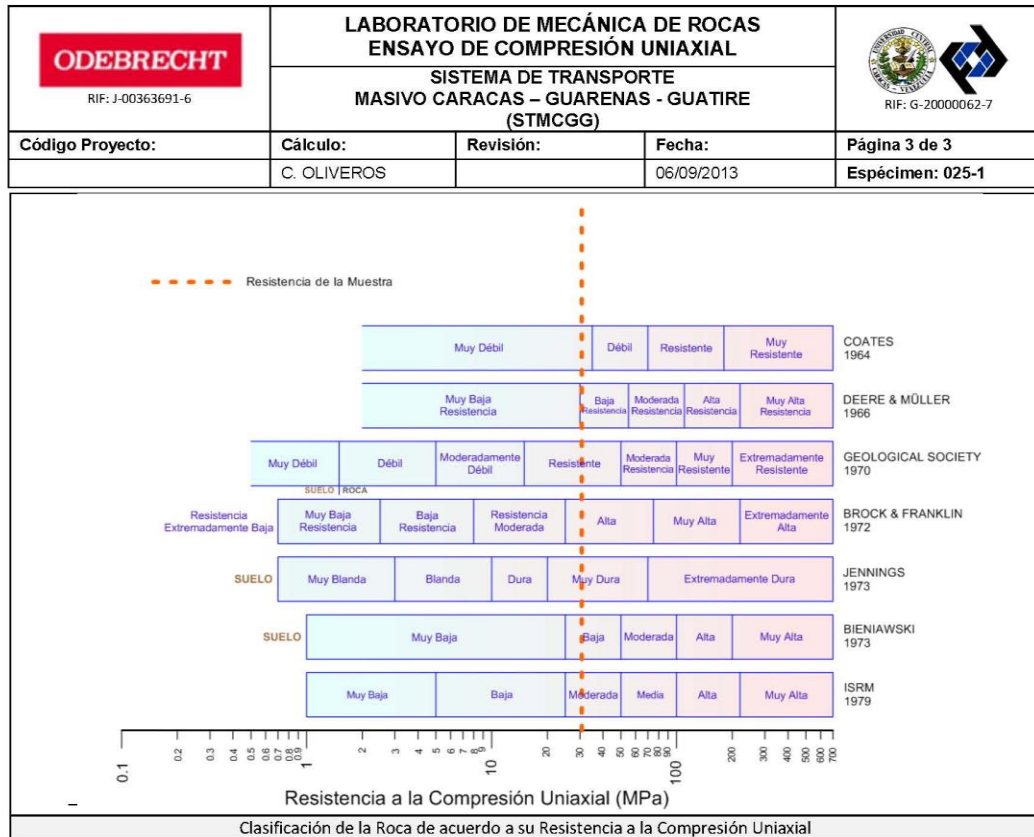 ODEBRECHT
RIF: J-00363691-6
LABORATORIO DE MECÁNICA DE ROCAS
ENSAYO DE COMPRESIÓN UNIAXIAL
SISTEMA DE TRANSPORTE
MASIVO CARACAS – GUARENAS - GUATIRE
(STMCGG)
RIF: G-20000062-7
Código Proyecto:
Cálculo:
Revisión:
Fecha:
Página 3 de 3
C. OLIVEROS
06/09/2013
Espécimen: 025-1
Resistencia de la Muestra
Muy Débil
Débil
Resistente
Muy
Resistente
COATES
1964
Muy Baja
Resistencia
Baja
Resistencia
Moderada
Resistencia
Alta
Resistencia
Muy Alta
Resistencia
DEERE & MÜLLER
1966
Muy Débil
Débil
Moderadamente
Débil
Resistente
Moderada
Resistencia
Muy
Resistente
Extremadamente
Resistente
GEOLOGICAL SOCIETY
1970
SUELO ROCA
Resistencia
Extremadamente Baja
Muy Baja
Resistencia
Baja
Resistencia
Resistencia
Moderada
Alta
Muy Alta
Extremadamente
Alta
BROCK & FRANKLIN
1972
SUELO
Muy Blanda
Blanda
Dura
Muy Dura
Extremadamente Dura
JENNINGS
1973
SUELO
Muy Baja
Baja
Moderada
Alta
Muy Alta
BIENIAWSKI
1973
Muy Baja
Baja
Moderada
Media
Alta
Muy Alta
ISRM
1979
0.1 0.2 0.3 0.4 0.5 0.6 0.7 0.8 0.9 1 2 3 4 5 6 7 8 9 10 20 30 40 50 60 70 80 90 100 200 300 400 500 600 700
Resistencia a la Compresión Uniaxial (MPa)
Clasificación de la Roca de acuerdo a su Resistencia a la Compresión Uniaxial